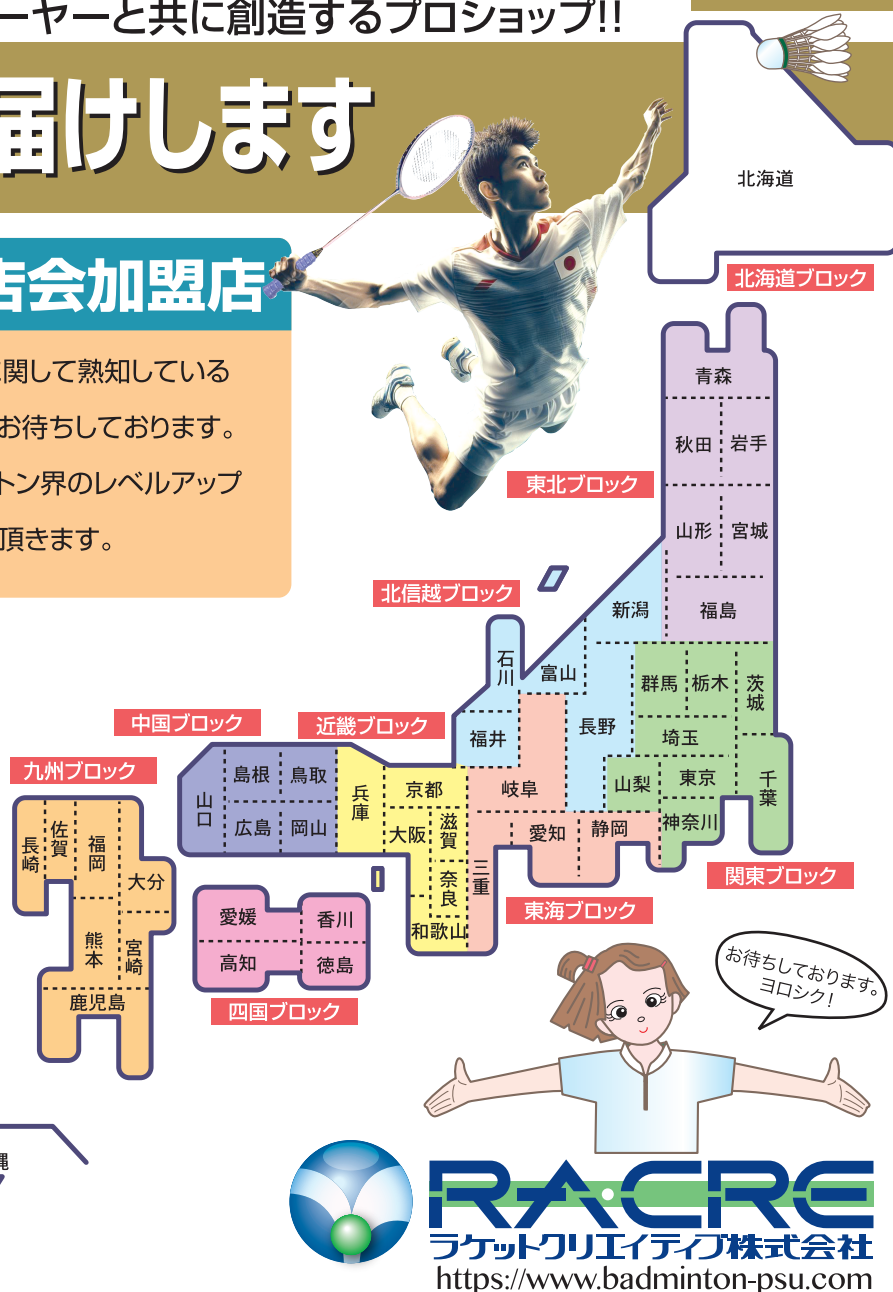 ーヤーと共に創造するプロショップ!!
届けします
店会加盟店
関して熟知している
お待ちしております。
トン界のレベルアップ
頂きます。
北海道
北海道ブロック
青森
秋田
岩手
東北ブロック
山形
宮城
北信越ブロック
新潟
福島
石川
富山
群馬
栃木
茨城
中国ブロック
近畿ブロック
福井
長野
埼玉
九州ブロック
島根
鳥取
兵庫
京都
岐阜
山梨
東京
千葉
山口
広島
岡山
大阪
滋賀
愛知
静岡
神奈川
長崎
佐賀
福岡
大分
奈良
三重
関東ブロック
愛媛
香川
東海ブロック
和歌山
熊本
宮崎
高知
徳島
鹿児島
四国ブロック
お待ちしております。
ヨロシク!
縄
RACRE
ラケットクリエイティブ株式会社
https://www.badminton-psu.com